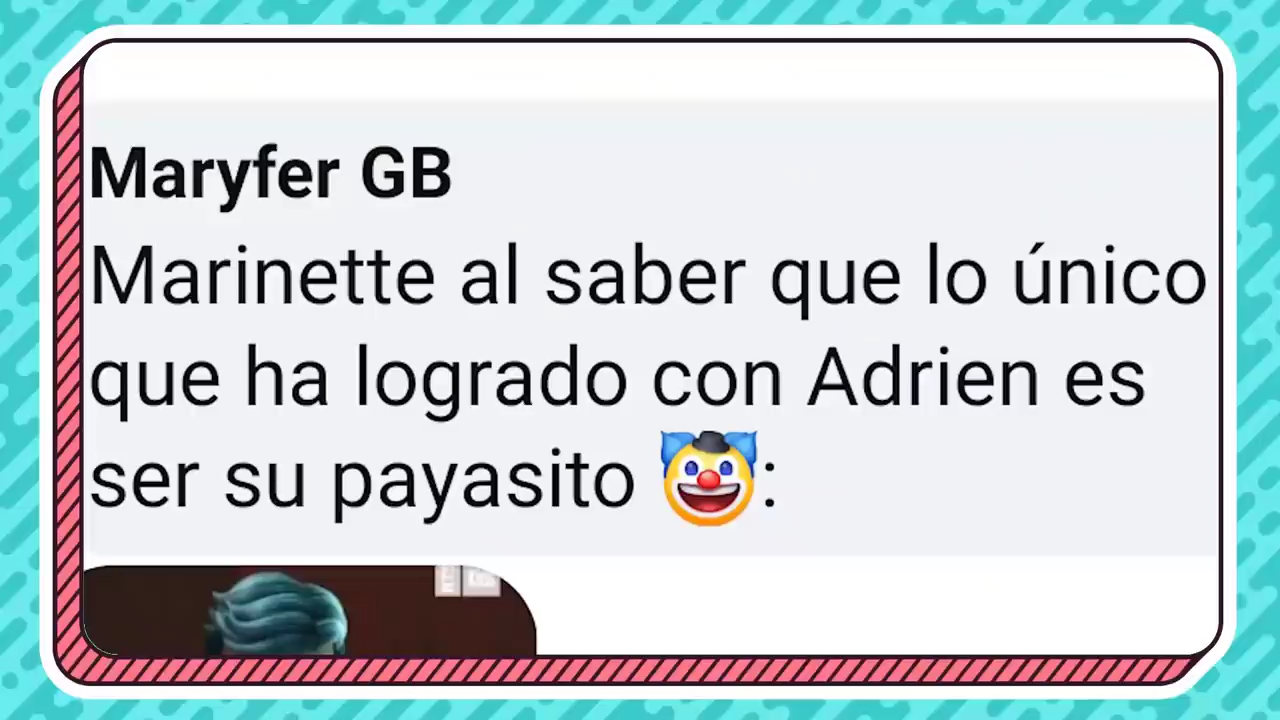 Maryfer GB
Marinette al saber que lo único
que ha logrado con Adrien es
ser su payasito 🤡: